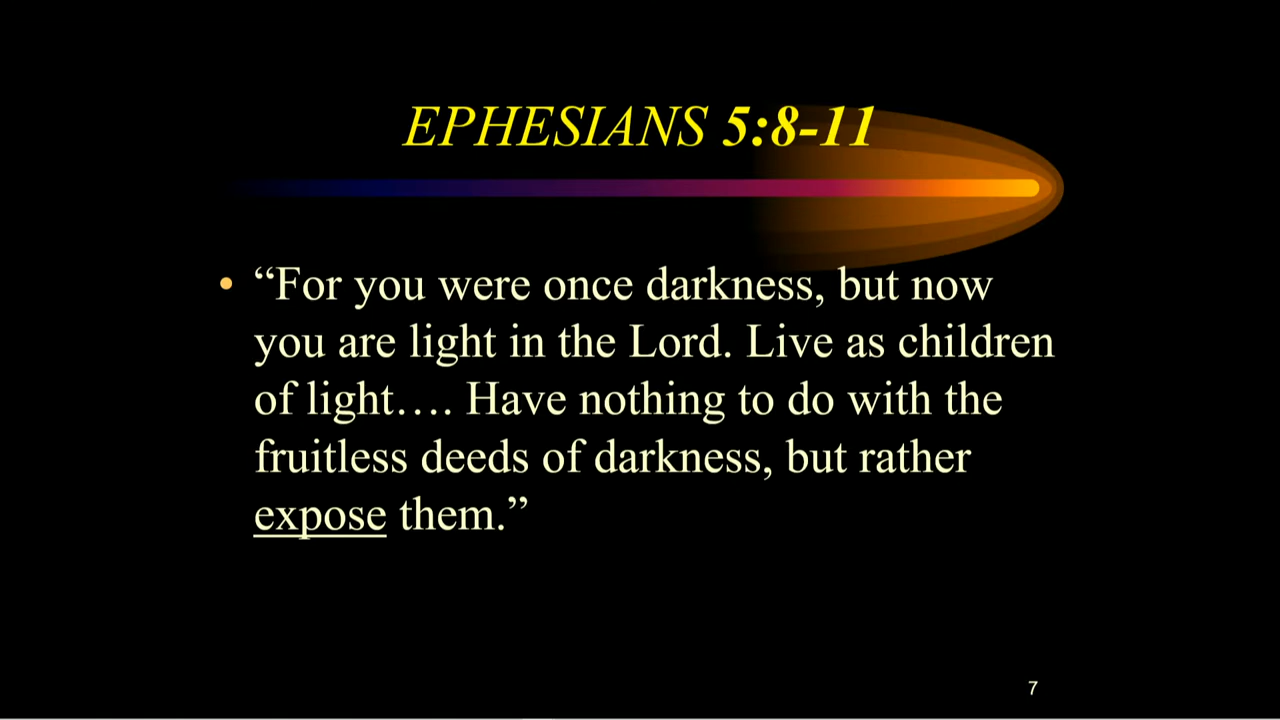 EPHESIANS 5:8-11
• “For you were once darkness, but now
you are light in the Lord. Live as children
of light…. Have nothing to do with the
fruitless deeds of darkness, but rather
expose them.”
7